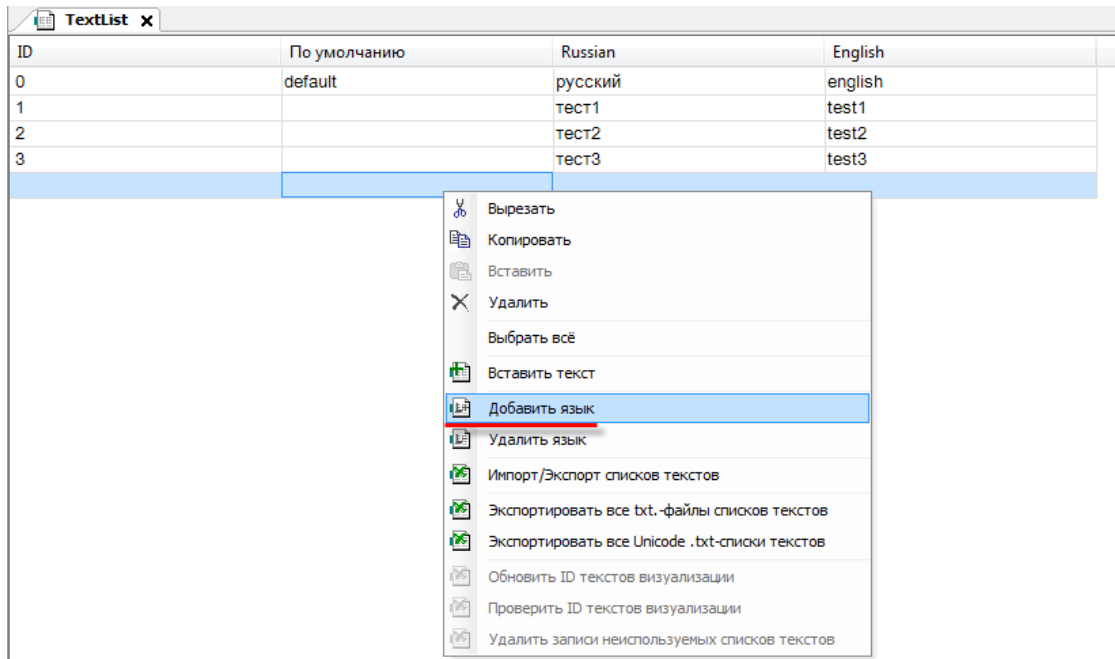 TextList x
ID По умолчанию Russian English
0 default русский english
1 тест1 test1
2 тест2 test2
3 тест3 test3
Вырезать
Копировать
Вставить
Удалить
Выбрать всё
Вставить текст
Добавить язык
Удалить язык
Импорт/Экспорт списков текстов
Экспортировать все txt.-файлы списков текстов
Экспортировать все Unicode .txt-списки текстов
Обновить ID текстов визуализации
Проверить ID текстов визуализации
Удалить записи неиспользуемых списков текстов